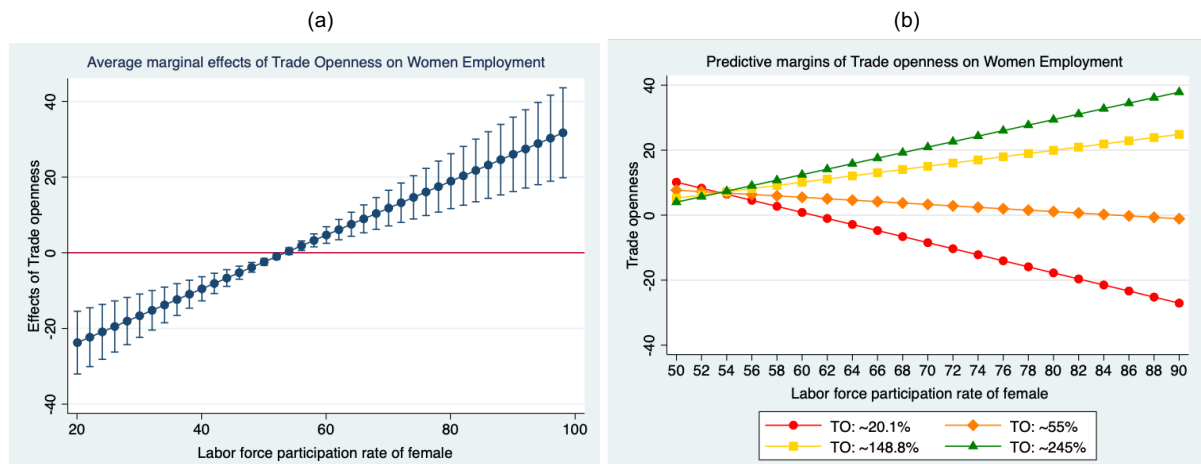 (a)
Average marginal effects of Trade Openness on Women Employment
Effects of Trade openness
40
20
0
-20
-40
20 40 60 80 100
Labor force participation rate of female
(b)
Predictive margins of Trade openness on Women Employment
Trade openness
40
20
0
-20
-40
50 52 54 56 58 60 62 64 66 68 70 72 74 76 78 80 82 84 86 88 90
Labor force participation rate of female
TO: ~20.1% TO: ~55%
TO: ~148.8% TO: ~245%